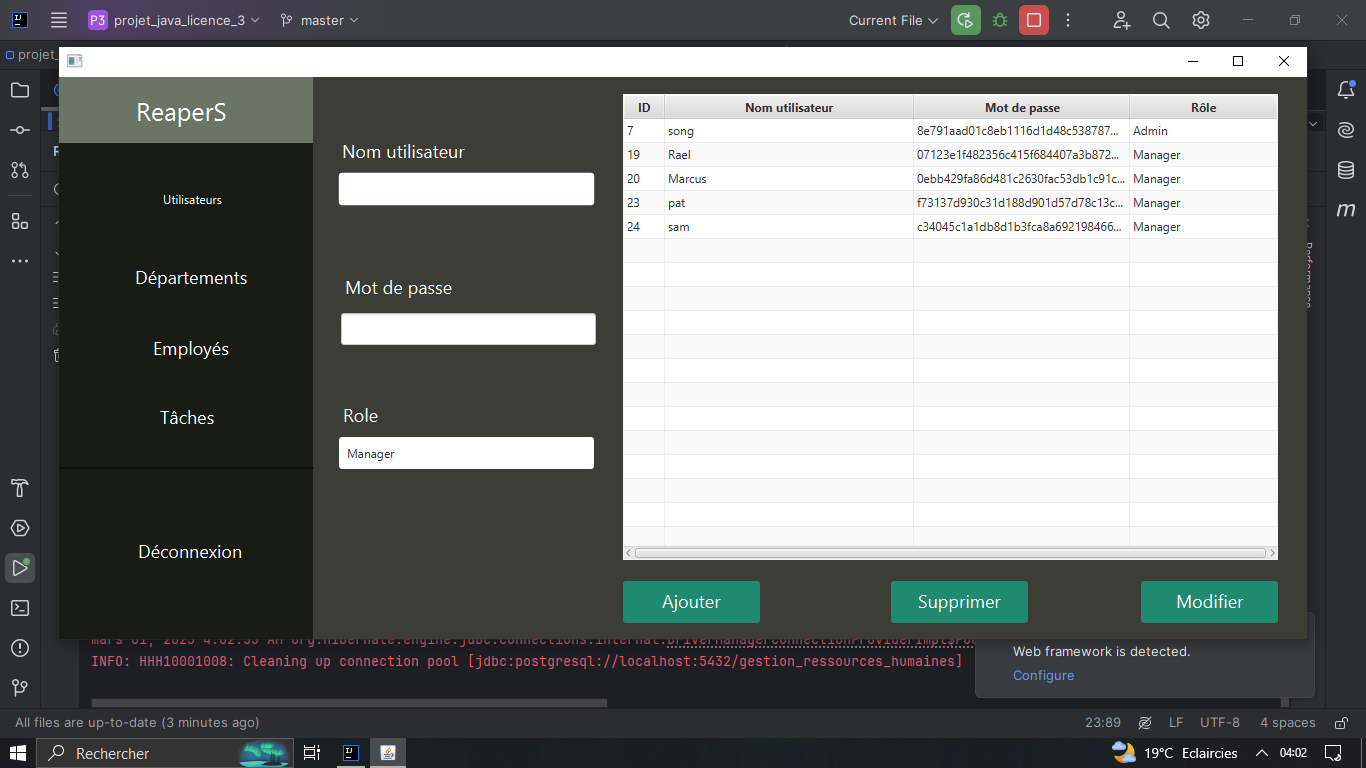 P3 projet_java_licence_3 master Current File
projet_
ReaperS
Utilisateurs
Départements
Employés
Tâches
Déconnexion
Nom utilisateur
Mot de passe
Role
Manager
ID Nom utilisateur Mot de passe Rôle
7 song 8e791aad01c8eb1116d1d48c538787... Admin
19 Rael 07123e1f482356c415f684407a3b872... Manager
20 Marcus 0ebb429fa86d481c2630fac53db1c91c... Manager
23 pat f73137d930c31d188d901d57d78c13c... Manager
24 sam c34045c1a1db8d1b3fca8a692198466... Manager
Ajouter Supprimer Modifier
Performance
m
INFO: HHH10001008: Cleaning up connection pool [jdbc:postgresql://localhost:5432/gestion_ressources_humaines]
Web framework is detected.
Configure
All files are up-to-date (3 minutes ago) 23:89 LF UTF-8 4 spaces
Rechercher 19°C Eclaircies 04:02